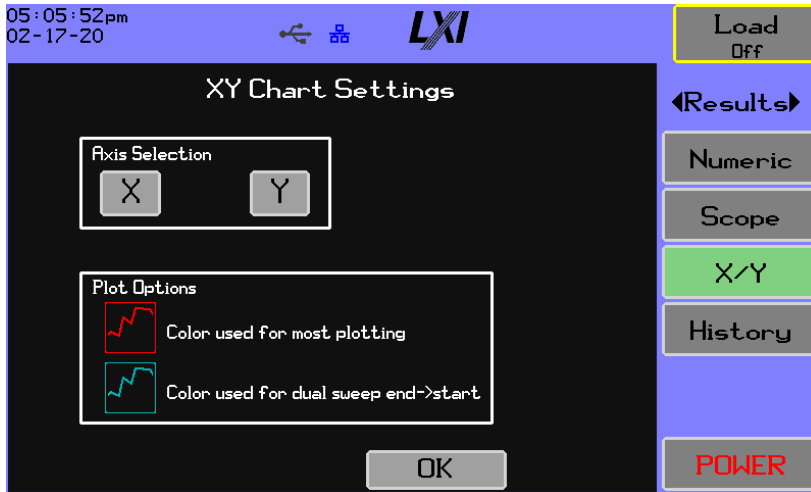 05:05:52pm
02-17-20
LXI
Load
Off
XY Chart Settings
◀Results▶
Axis Selection
X Y
Numeric
Scope
X/Y
Plot Options
Color used for most plotting
History
Color used for dual sweep end->start
OK
POWER